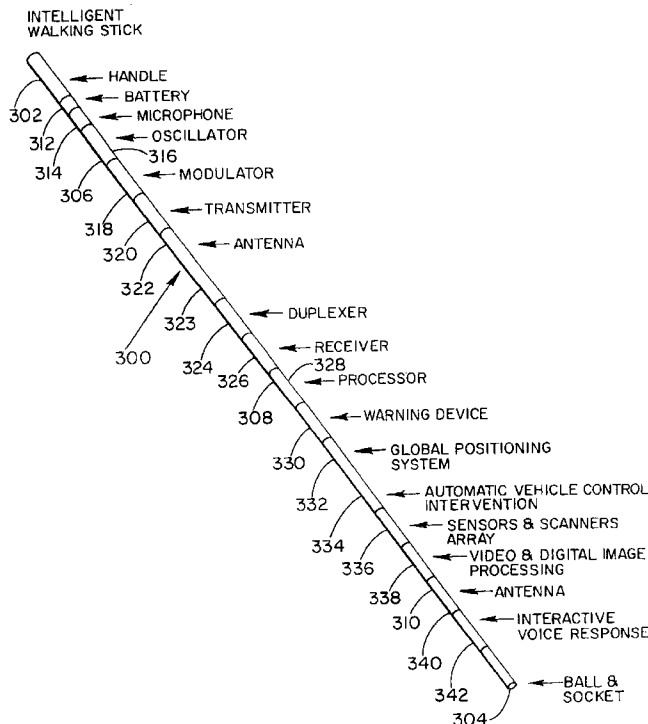 INTELLIGENT
WALKING STICK
HANDLE
302
BATTERY
312
MICROPHONE
314
OSCILLATOR
316
306
MODULATOR
318
TRANSMITTER
320
ANTENNA
322
323
300
DUPLEXER
324
RECEIVER
326
328
PROCESSOR
308
WARNING DEVICE
330
GLOBAL POSITIONING
SYSTEM
332
AUTOMATIC VEHICLE CONTROL
INTERVENTION
334
SENSORS & SCANNERS
ARRAY
336
VIDEO & DIGITAL IMAGE
PROCESSING
338
ANTENNA
310
INTERACTIVE
VOICE RESPONSE
340
342
BALL &
SOCKET
304